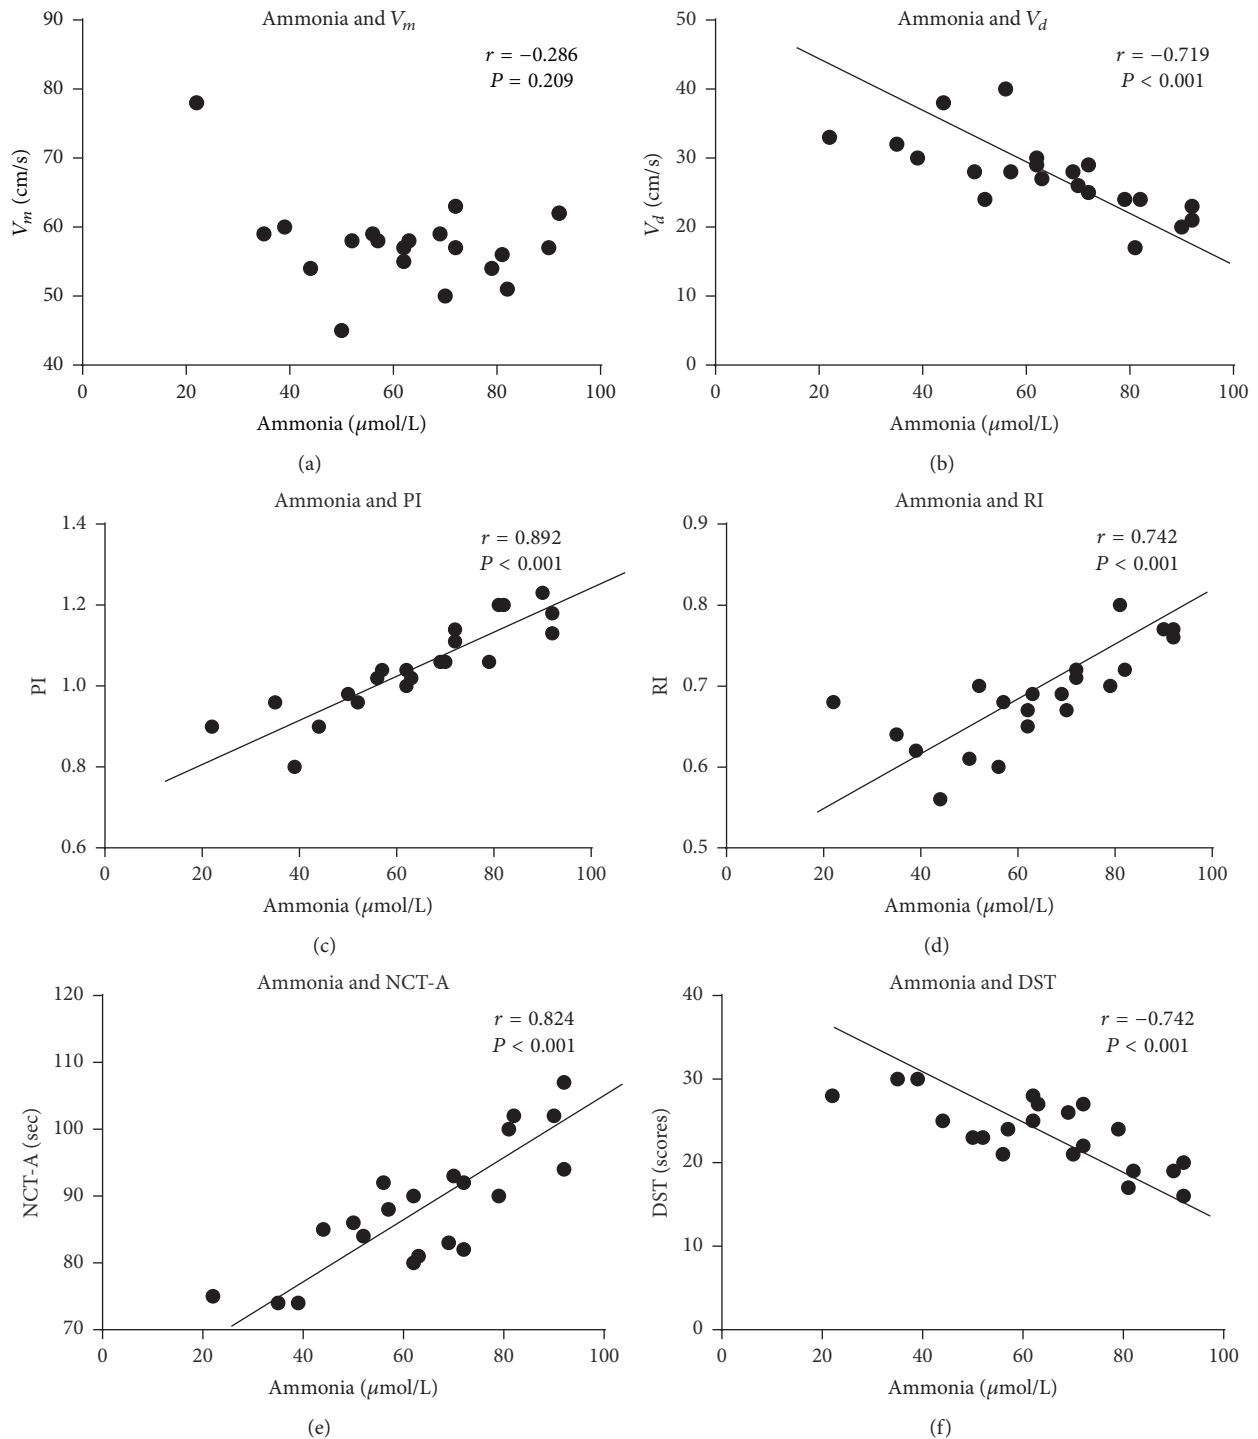 Ammonia and Vm
r = −0.286
P = 0.209
90
80
70
60
50
40
Vm (cm/s)
0 20 40 60 80 100
Ammonia (μmol/L)
(a)
Ammonia and Vd
r = −0.719
P < 0.001
50
40
30
20
10
0
Vd (cm/s)
0 20 40 60 80 100
Ammonia (μmol/L)
(b)
Ammonia and PI
r = 0.892
P < 0.001
1.4
1.2
1.0
0.8
0.6
PI
0 20 40 60 80 100
Ammonia (μmol/L)
(c)
Ammonia and RI
r = 0.742
P < 0.001
0.9
0.8
0.7
0.6
0.5
RI
0 20 40 60 80 100
Ammonia (μmol/L)
(d)
Ammonia and NCT-A
r = 0.824
P < 0.001
120
110
100
90
80
70
NCT-A (sec)
0 20 40 60 80 100
Ammonia (μmol/L)
(e)
Ammonia and DST
r = −0.742
P < 0.001
40
30
20
10
0
DST (scores)
0 20 40 60 80 100
Ammonia (μmol/L)
(f)